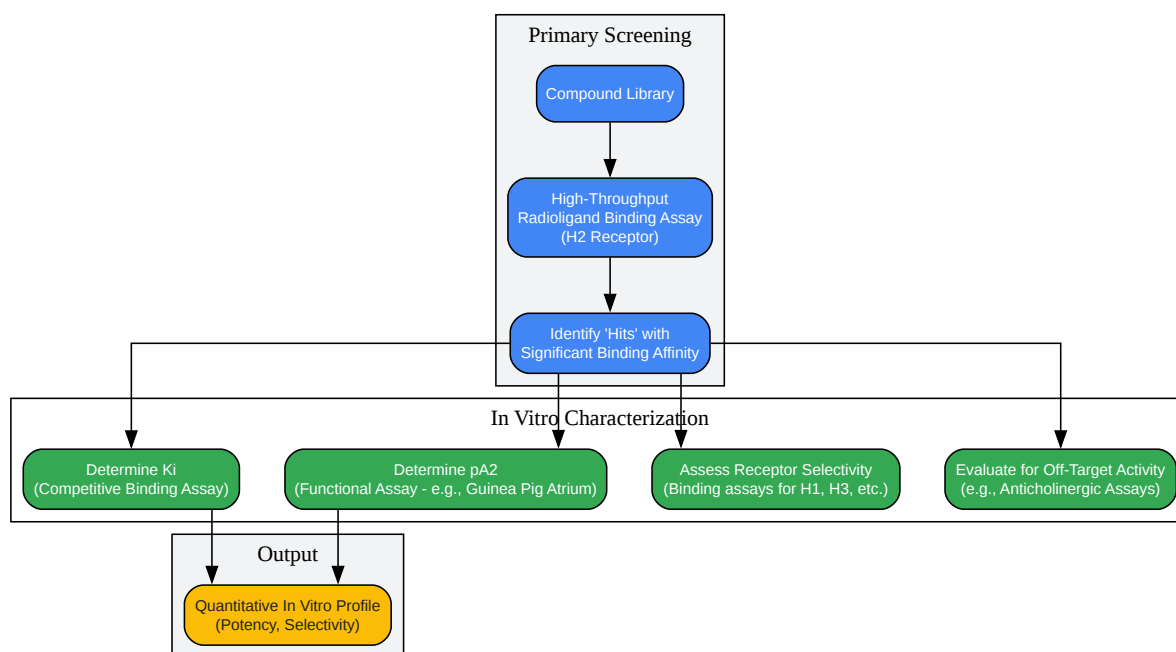 Primary Screening
Compound Library
High-Throughput
Radioligand Binding Assay
(H2 Receptor)
Identify 'Hits' with
Significant Binding Affinity
In Vitro Characterization
Determine Ki
(Competitive Binding Assay)
Determine pA2
(Functional Assay - e.g., Guinea Pig Atrium)
Assess Receptor Selectivity
(Binding assays for H1, H3, etc.)
Evaluate for Off-Target Activity
(e.g., Anticholinergic Assays)
Output
Quantitative In Vitro Profile
(Potency, Selectivity)